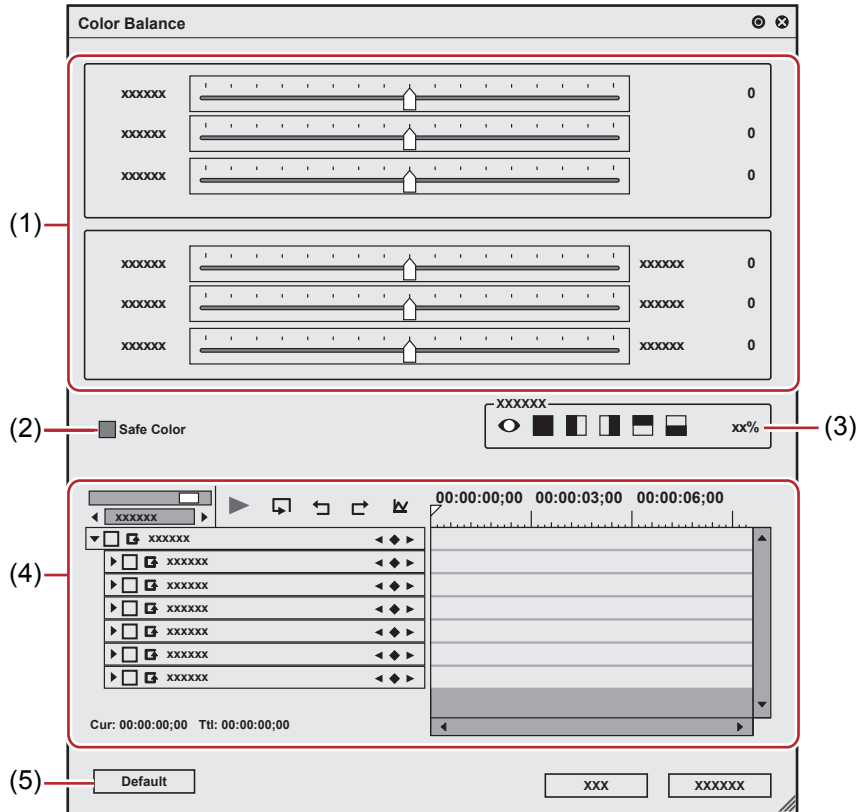 Color Balance
xxxxxx 0
xxxxxx 0
xxxxxx 0
(1)
xxxxxx xxxxxx 0
xxxxxx xxxxxx 0
xxxxxx xxxxxx 0
xxxxxx
(2) Safe Color xx% (3)
00:00:00;00 00:00:03;00 00:00:06;00
xxxxxx
xxxxxx
xxxxxx
(4) xxxxxx
xxxxxx
xxxxxx
xxxxxx
xxxxxx
Cur: 00:00:00;00 Ttl: 00:00:00;00
(5) Default xxx xxxxxx